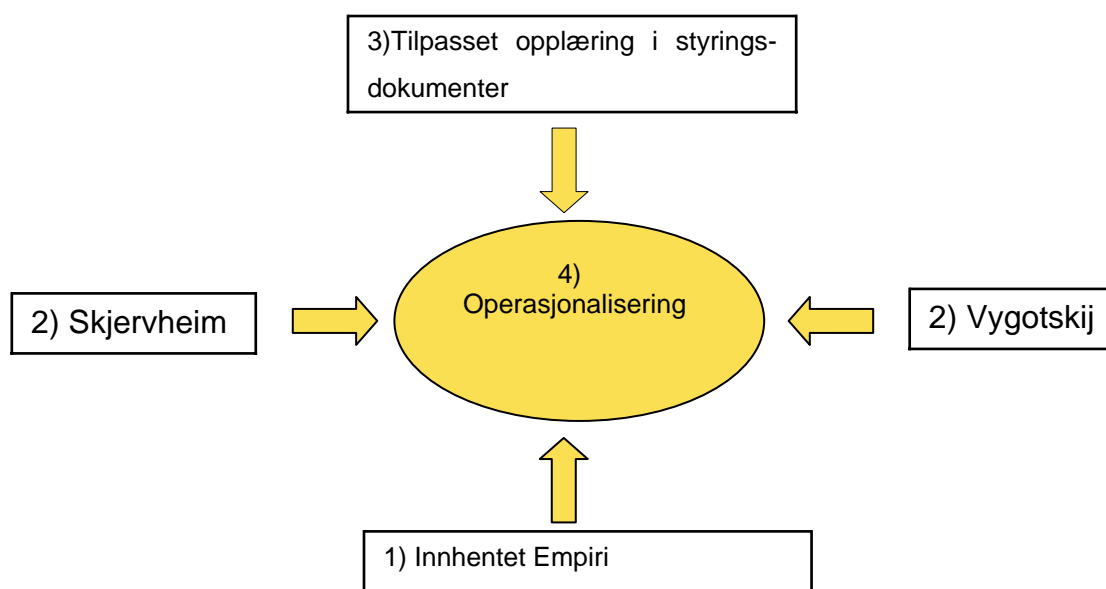 3)Tilpasset opplæring i styrings-
dokumenter
4)
Operasjonalisering
2) Skjervheim
2) Vygotskij
1) Innhentet Empiri